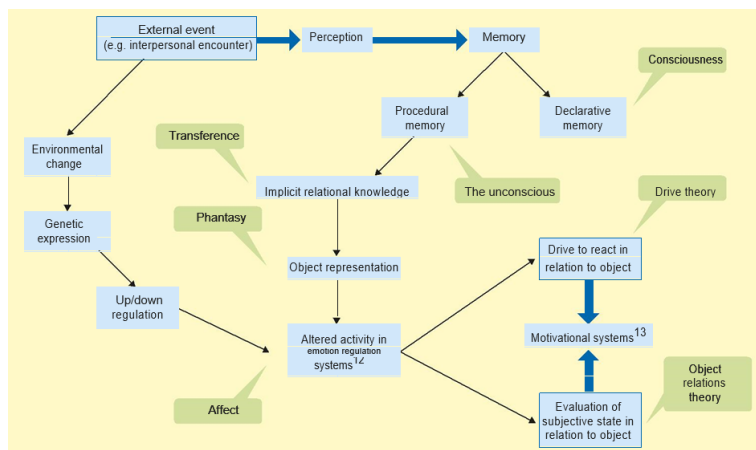 External event
(e.g. interpersonal encounter)
Perception
Memory
Consciousness
Procedural
memory
Declarative
memory
Transference
Environmental
change
Implicit relational knowledge
The unconscious
Drive theory
Genetic
expression
Phantasy
Object representation
Drive to react in
relation to object
Up/down
regulation
Altered activity in
emotion regulation
systems12
Motivational systems13
Object
relations
theory
Affect
Evaluation of
subjective state in
relation to object